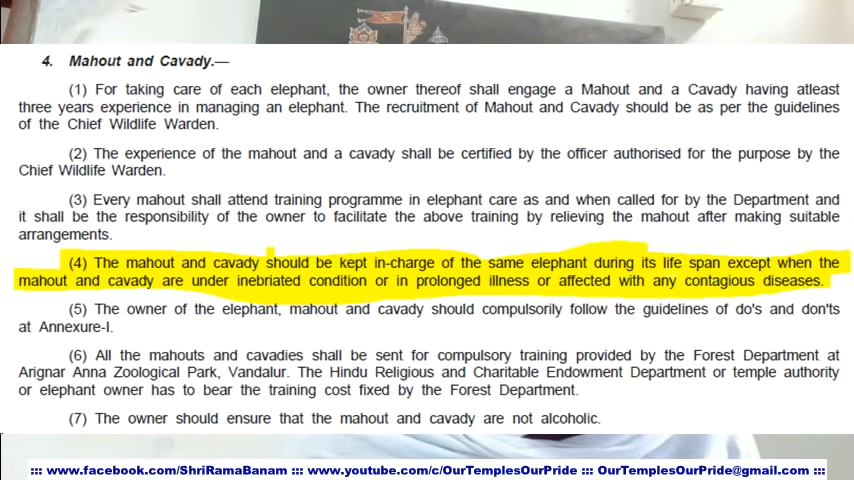 4. Mahout and Cavady.—
(1) For taking care of each elephant, the owner thereof shall engage a Mahout and a Cavady having atleast
three years experience in managing an elephant. The recruitment of Mahout and Cavady should be as per the guidelines
of the Chief Wildlife Warden.
(2) The experience of the mahout and a cavady shall be certified by the officer authorised for the purpose by the
Chief Wildlife Warden.
(3) Every mahout shall attend training programme in elephant care as and when called for by the Department and
it shall be the responsibility of the owner to facilitate the above training by relieving the mahout after making suitable
arrangements.
(4) The mahout and cavady should be kept in-charge of the same elephant during its life span except when the
mahout and cavady are under inebriated condition or in prolonged illness or affected with any contagious diseases.
(5) The owner of the elephant, mahout and cavady should compulsorily follow the guidelines of do's and don'ts
at Annexure-I.
(6) All the mahouts and cavadies shall be sent for compulsory training provided by the Forest Department at
Arignar Anna Zoological Park, Vandalur. The Hindu Religious and Charitable Endowment Department or temple authority
or elephant owner has to bear the training cost fixed by the Forest Department.
(7) The owner should ensure that the mahout and cavady are not alcoholic.
::: www.facebook.com/ShriRamaBanam ::: www.youtube.com/c/OurTemplesOurPride ::: OurTemplesOurPride@gmail.com :::